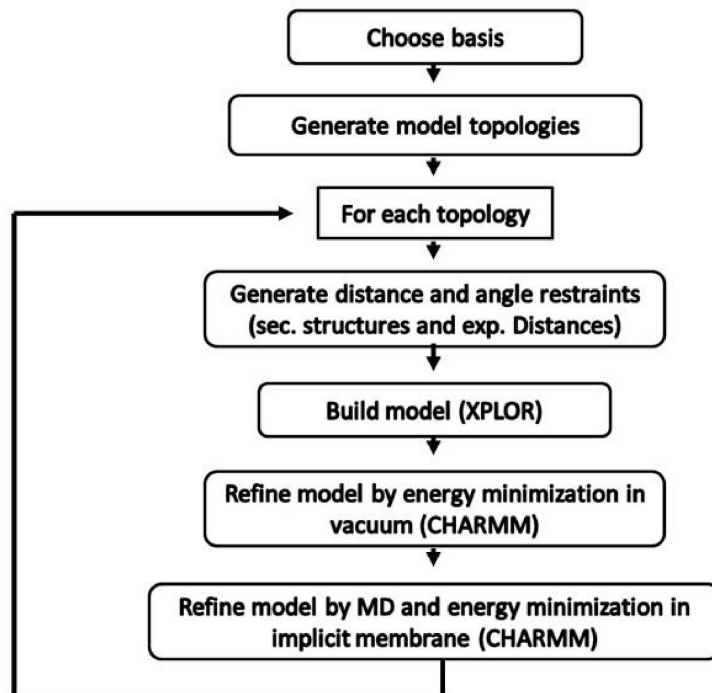 Choose basis
Generate model topologies
For each topology
Generate distance and angle restraints
(sec. structures and exp. Distances)
Build model (XPLOR)
Refine model by energy minimization in
vacuum (CHARMM)
Refine model by MD and energy minimization in
implicit membrane (CHARMM)